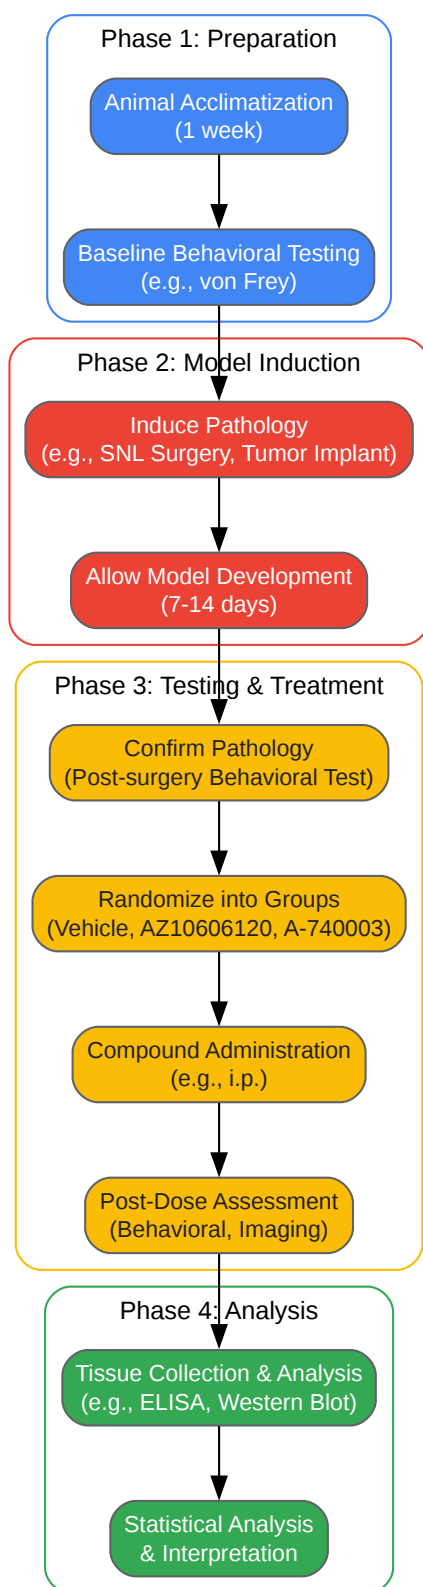 Phase 1: Preparation
Animal Acclimatization
(1 week)
Baseline Behavioral Testing
(e.g., von Frey)
Phase 2: Model Induction
Induce Pathology
(e.g., SNL Surgery, Tumor Implant)
Allow Model Development
(7-14 days)
Phase 3: Testing & Treatment
Confirm Pathology
(Post-surgery Behavioral Test)
Randomize into Groups
(Vehicle, AZ10606120, A-740003)
Compound Administration
(e.g., i.p.)
Post-Dose Assessment
(Behavioral, Imaging)
Phase 4: Analysis
Tissue Collection & Analysis
(e.g., ELISA, Western Blot)
Statistical Analysis
& Interpretation